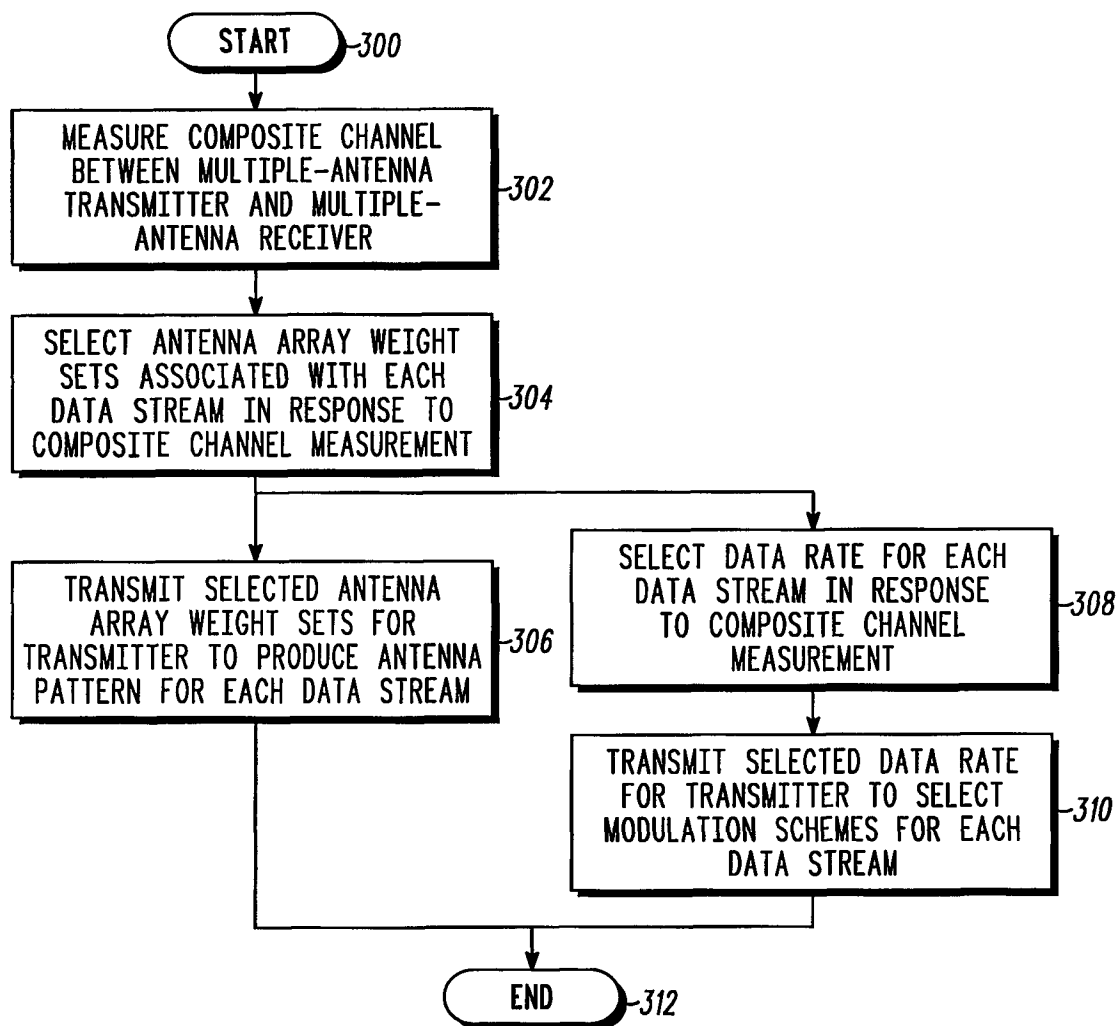 START
300
MEASURE COMPOSITE CHANNEL
BETWEEN MULTIPLE-ANTENNA
TRANSMITTER AND MULTIPLE-
ANTENNA RECEIVER
302
SELECT ANTENNA ARRAY WEIGHT
SETS ASSOCIATED WITH EACH
DATA STREAM IN RESPONSE TO
COMPOSITE CHANNEL MEASUREMENT
304
TRANSMIT SELECTED ANTENNA
ARRAY WEIGHT SETS FOR
TRANSMITTER TO PRODUCE ANTENNA
PATTERN FOR EACH DATA STREAM
306
SELECT DATA RATE FOR EACH
DATA STREAM IN RESPONSE
TO COMPOSITE CHANNEL
MEASUREMENT
308
TRANSMIT SELECTED DATA RATE
FOR TRANSMITTER TO SELECT
MODULATION SCHEMES FOR EACH
DATA STREAM
310
END
312